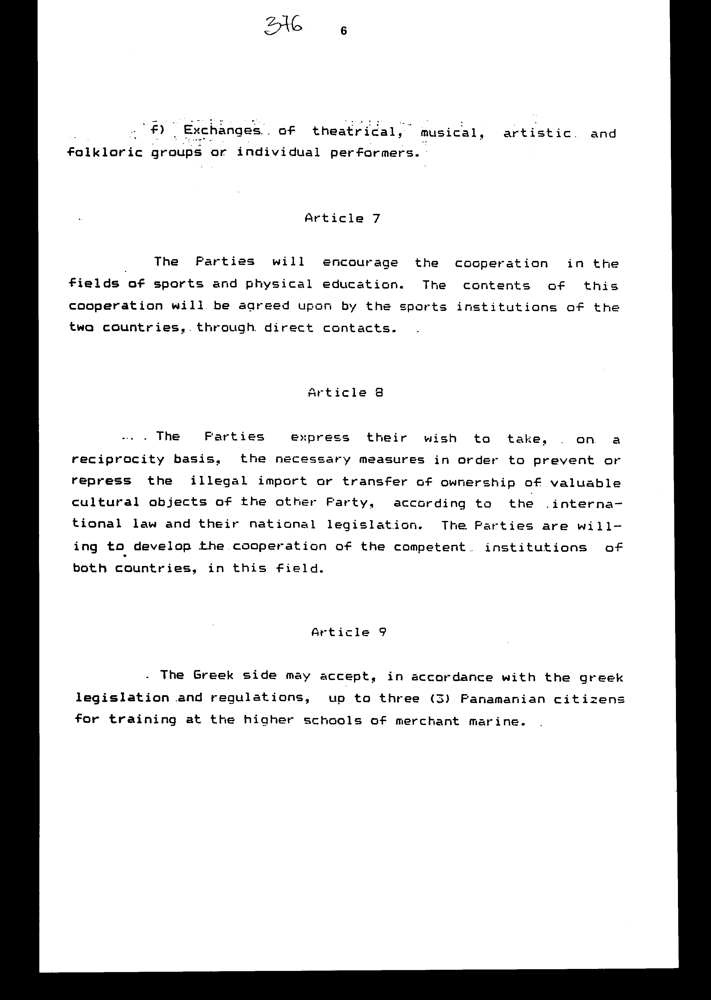 376 6
f) Exchanges of theatrical, musical, artistic and
folkloric groups or individual performers.
Article 7
The Parties will encourage the cooperation in the
fields of sports and physical education. The contents of this
cooperation will be agreed upon by the sports institutions of the
two countries, through direct contacts.
Article 8
The Parties express their wish to take, on a
reciprocity basis, the necessary measures in order to prevent or
repress the illegal import or transfer of ownership of valuable
cultural objects of the other Party, according to the interna-
tional law and their national legislation. The Parties are will-
ing to develop the cooperation of the competent institutions of
both countries, in this field.
Article 9
The Greek side may accept, in accordance with the greek
legislation and regulations, up to three (3) Panamanian citizens
for training at the higher schools of merchant marine.